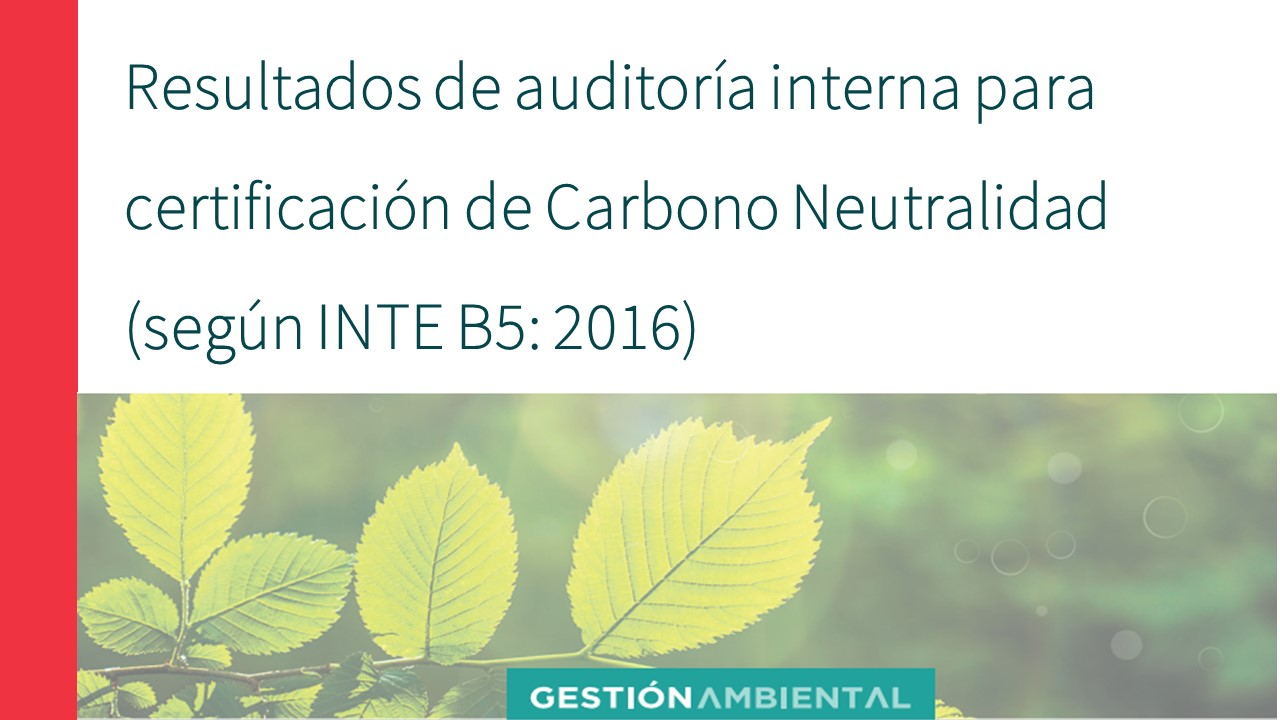 Resultados de auditoría interna para
certificación de Carbono Neutralidad
(según INTE B5: 2016)
GESTIÓN AMBIENTAL